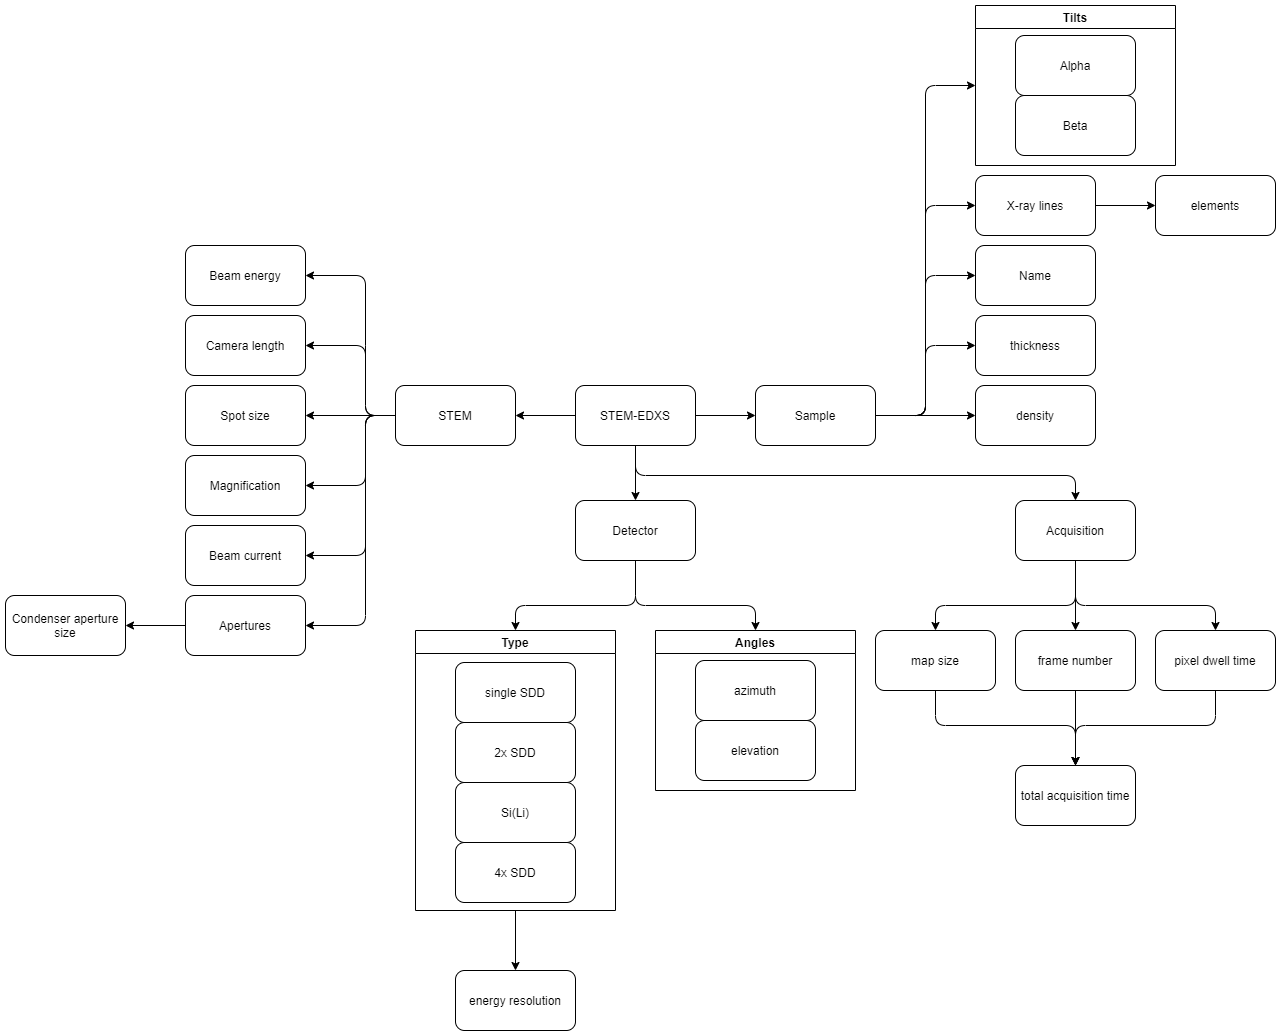 Tilts
Alpha
Beta
X-ray lines
elements
Beam energy
Name
Camera length
thickness
Spot size
STEM
STEM-EDXS
Sample
density
Magnification
Beam current
Detector
Acquisition
Condenser aperture
size
Apertures
Type
single SDD
2x SDD
Si(Li)
4x SDD
energy resolution
Angles
azimuth
elevation
map size
frame number
pixel dwell time
total acquisition time